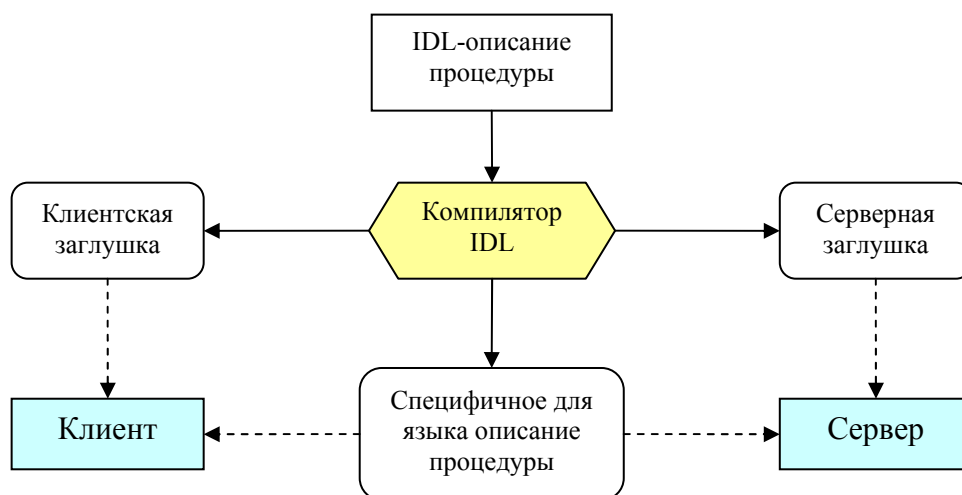 IDL-описание
процедуры
Клиентская
заглушка
Компилятор
IDL
Серверная
заглушка
Клиент
Специфичное для
языка описание
процедуры
Сервер